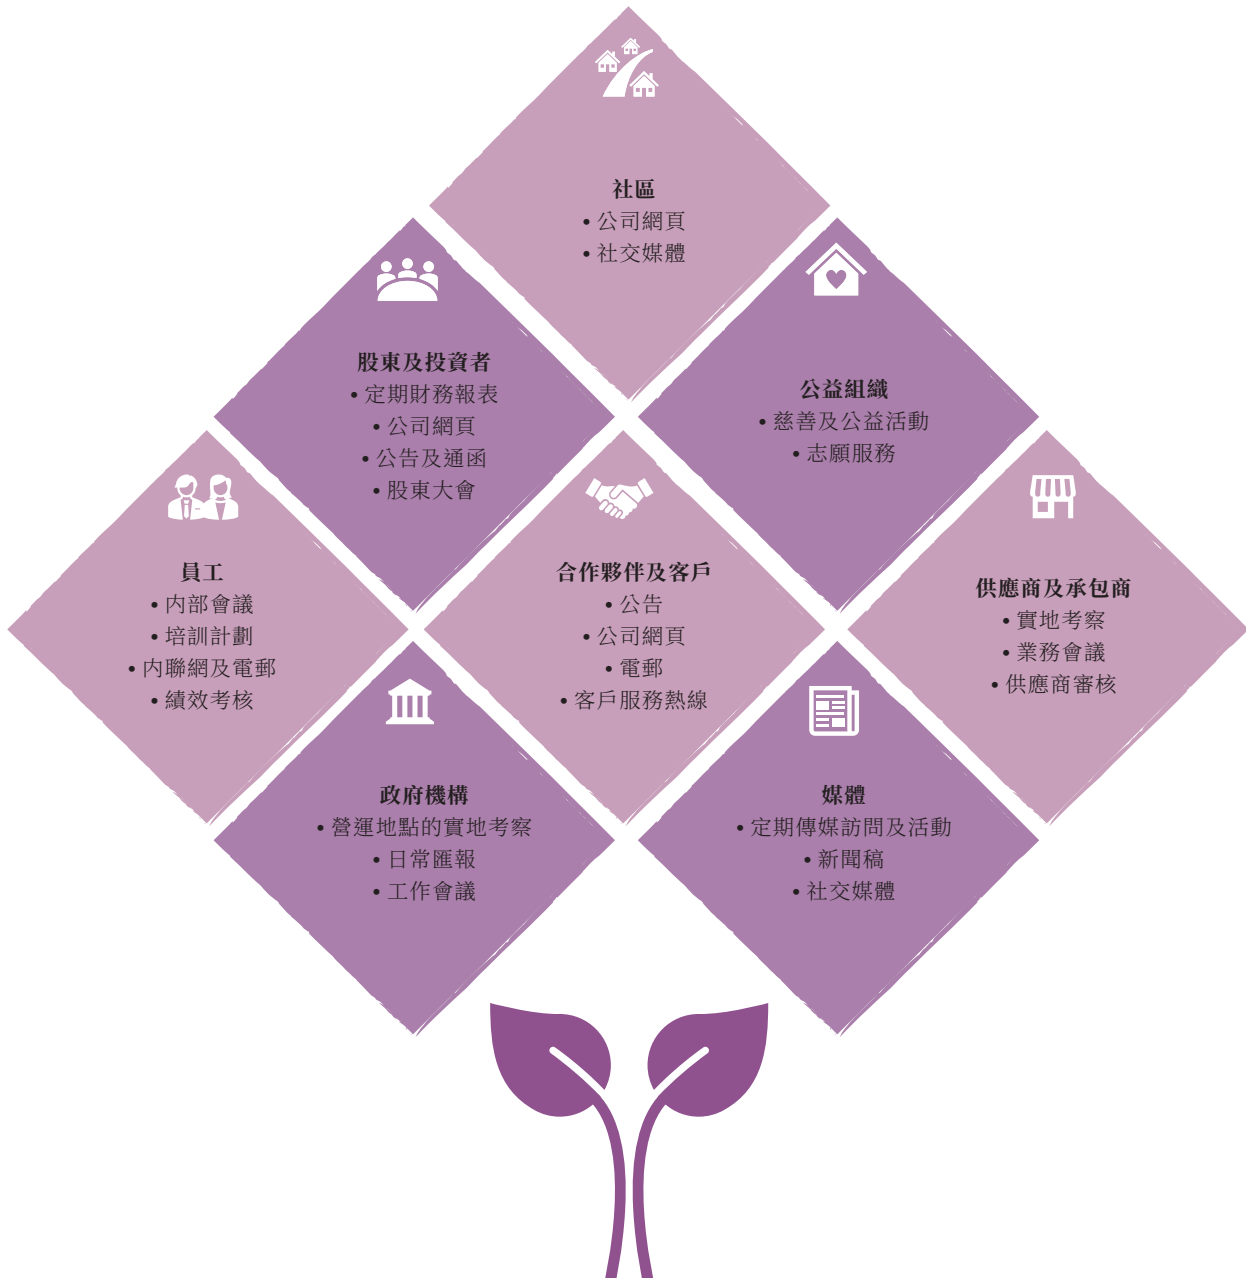 社區
• 公司網頁
• 社交媒體
股東及投資者
• 定期財務報表
• 公司網頁
• 公告及通函
• 股東大會
公益組織
• 慈善及公益活動
• 志願服務
員工
• 內部會議
• 培訓計劃
• 內聯網及電郵
• 績效考核
合作夥伴及客戶
• 公告
• 公司網頁
• 電郵
• 客戶服務熱線
供應商及承包商
• 實地考察
• 業務會議
• 供應商審核
政府機構
• 營運地點的實地考察
• 日常匯報
• 工作會議
媒體
• 定期傳媒訪問及活動
• 新聞稿
• 社交媒體